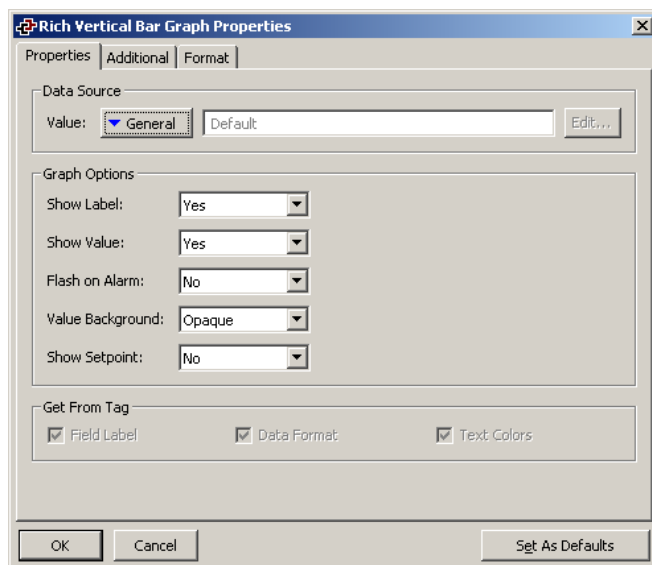 Rich Vertical Bar Graph Properties
Properties Additional Format
Data Source
Value: General Default Edit...
Graph Options
Show Label: Yes
Show Value: Yes
Flash on Alarm: No
Value Background: Opaque
Show Setpoint: No
Get From Tag
Field Label Data Format Text Colors
OK Cancel Set As Defaults